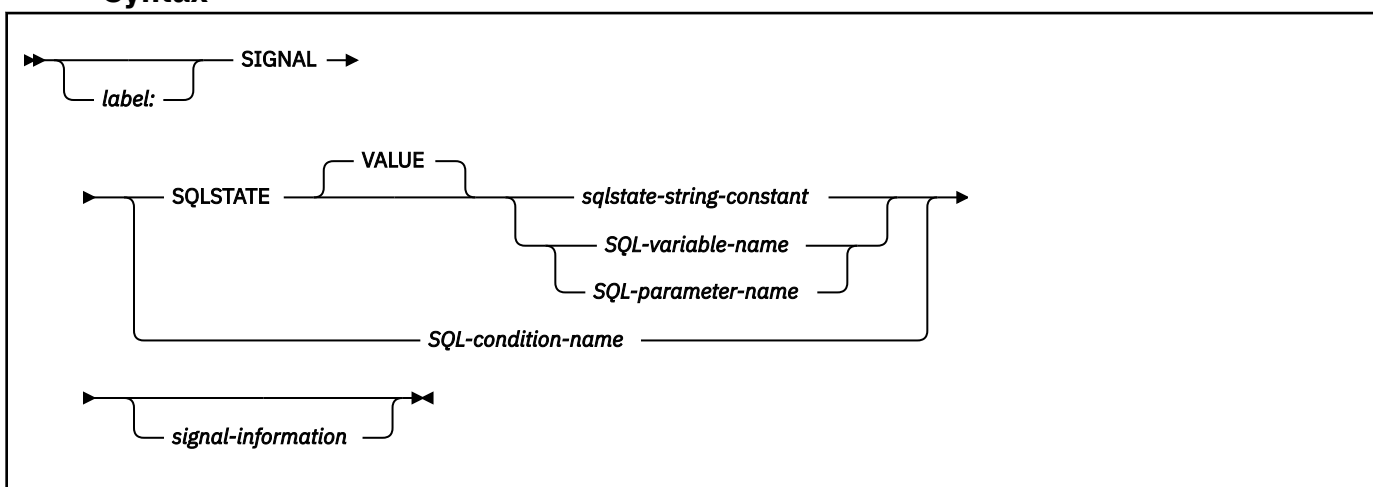 Syntax
SIGNAL
label:
VALUE
SQLSTATE sqlstate-string-constant
SQL-variable-name
SQL-parameter-name
SQL-condition-name
signal-information